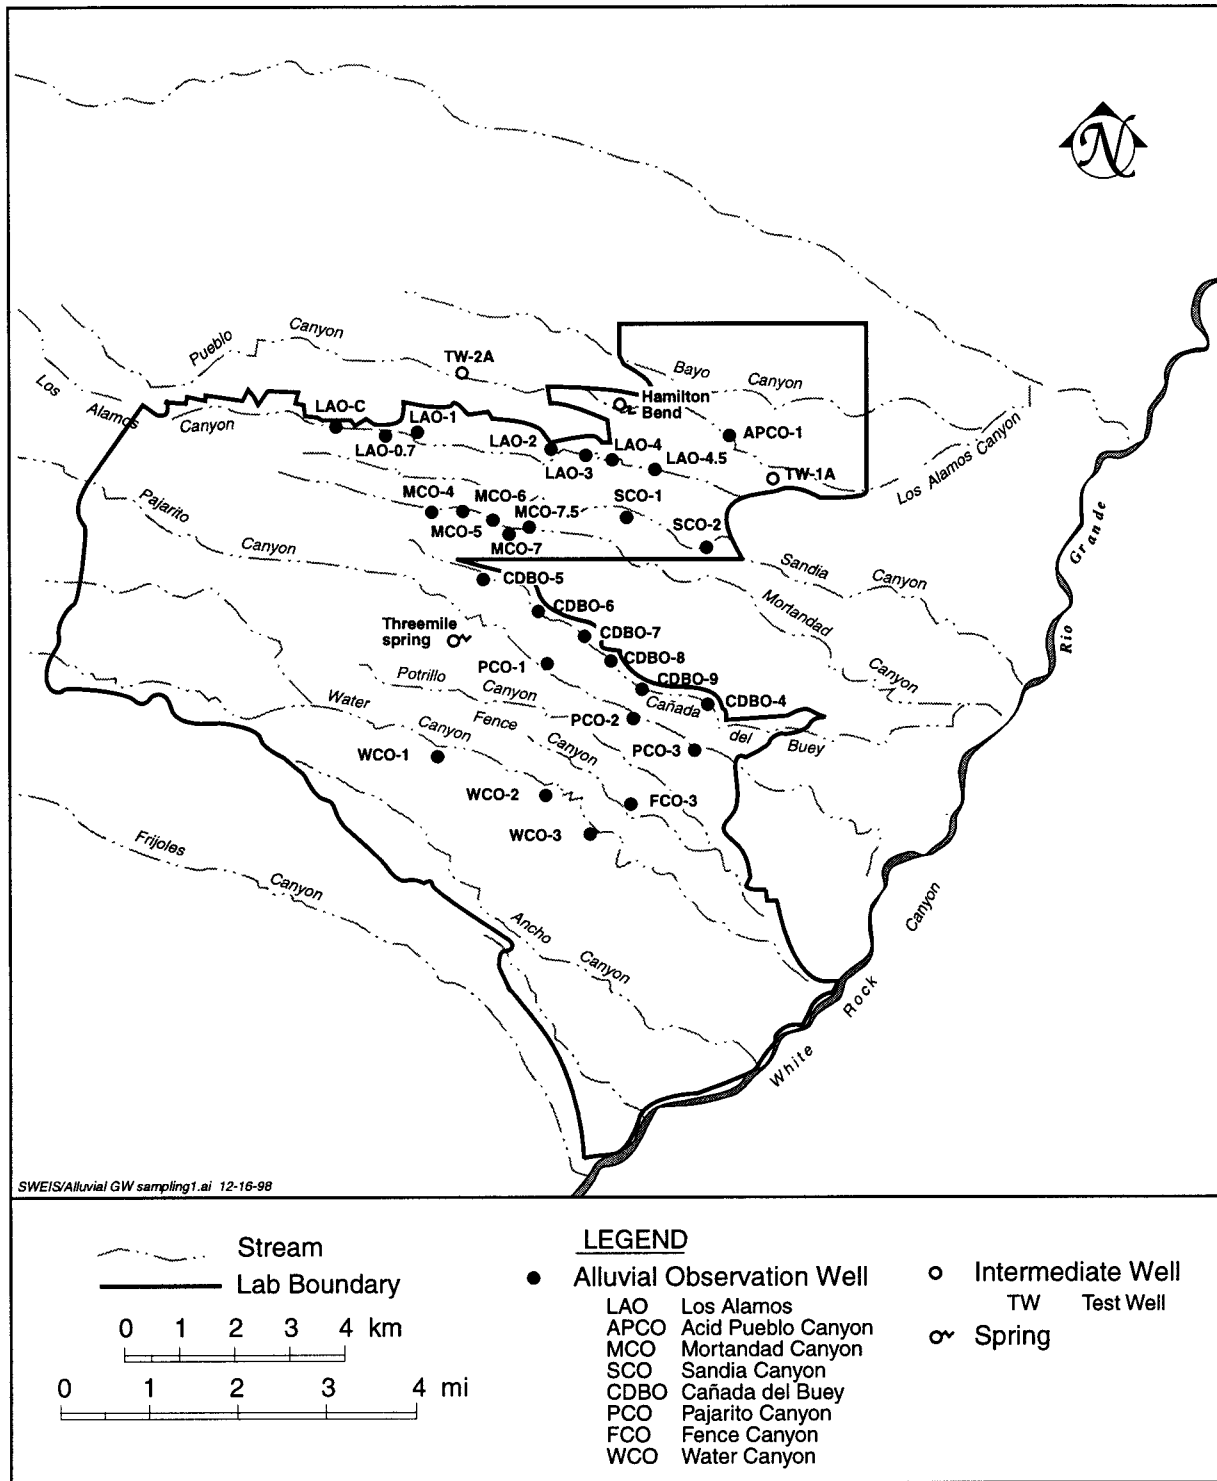 N
Pueblo Canyon
TW-2A
Los Alamos Canyon
Bayo Canyon
Hamilton
Bend
LAO-C
LAO-1
LAO-0.7
LAO-2
LAO-4
LAO-3
LAO-4.5
APCO-1
TW-1A
Los Alamos Canyon
Pajarito Canyon
MCO-4
MCO-6
MCO-7.5
MCO-5
MCO-7
SCO-1
SCO-2
Sandia Canyon
Mortandad Canyon
Rio Grande
CDBO-5
CDBO-6
Threemile
spring
CDBO-7
CDBO-8
PCO-1
CDBO-9
CDBO-4
Potrillo Canyon
Water Canyon
Fence Canyon
PCO-2
Cañada del Buey
PCO-3
WCO-1
WCO-2
FCO-3
WCO-3
Frijoles Canyon
Ancho Canyon
White Rock Canyon
SWEIS/Alluvial GW sampling1.ai 12-16-98
LEGEND
Stream
Lab Boundary
0 1 2 3 4 km
0 1 2 3 4 mi
Alluvial Observation Well
LAO Los Alamos
APCO Acid Pueblo Canyon
MCO Mortandad Canyon
SCO Sandia Canyon
CDBO Cañada del Buey
PCO Pajarito Canyon
FCO Fence Canyon
WCO Water Canyon
Intermediate Well
TW Test Well
Spring